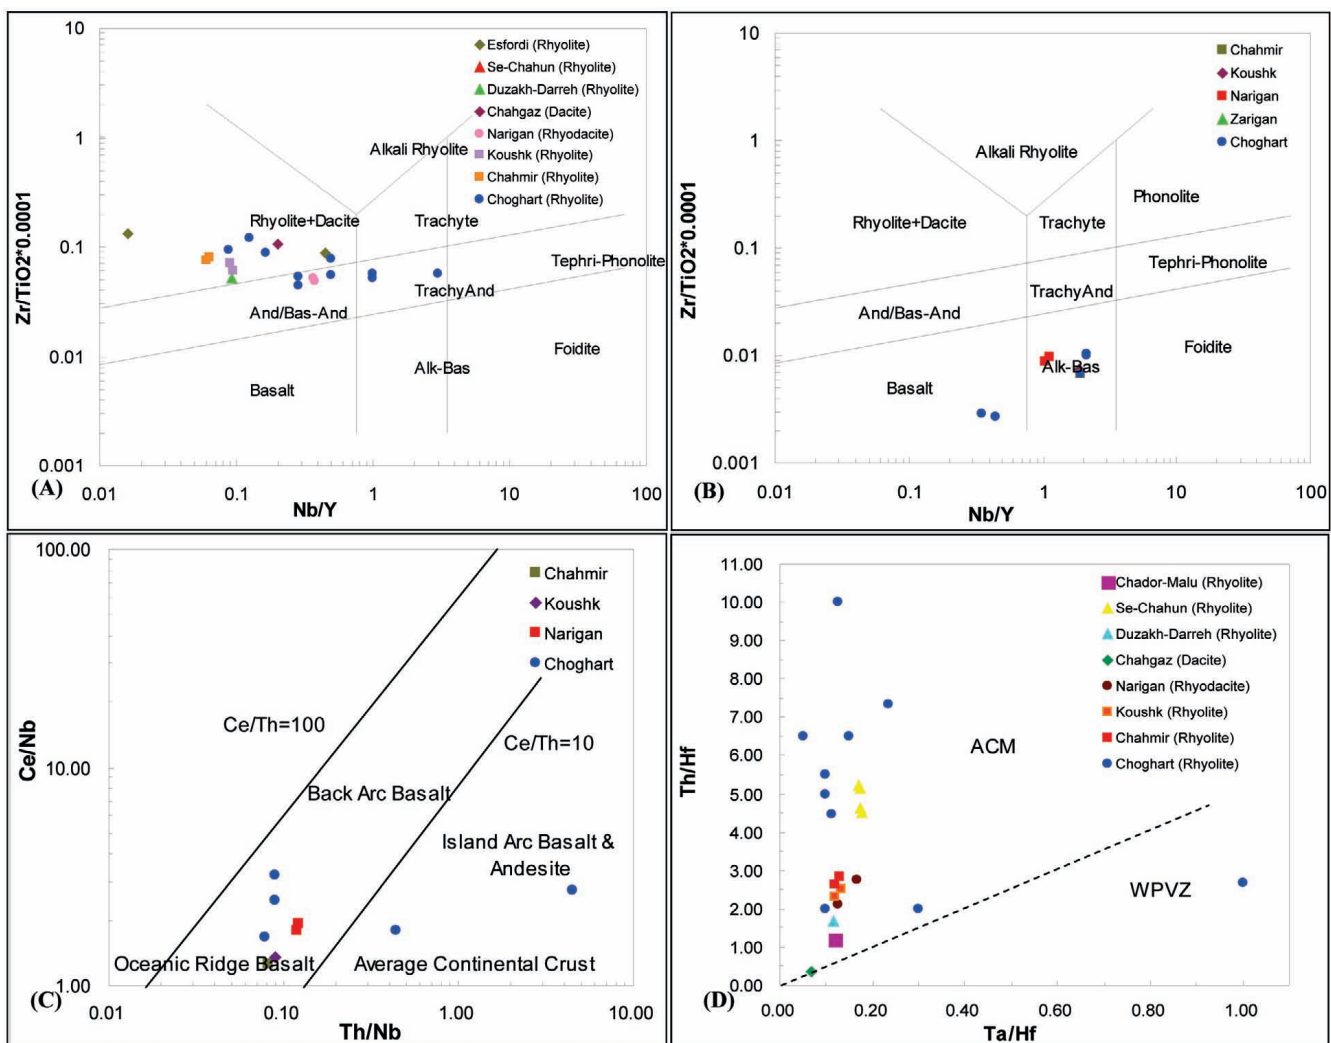 10
1
0.1
0.01
0.001
Zr/TiO2*0.0001
Esfordi (Rhyolite)
Se-Chahun (Rhyolite)
Duzakh-Darreh (Rhyolite)
Chahgaz (Dacite)
Narigan (Rhyodacite)
Koushk (Rhyolite)
Chahmir (Rhyolite)
Choghart (Rhyolite)
Alkali Rhyolite
Rhyolite+Dacite
Trachyte
Tephri-Phonolite
TrachyAnd
And/Bas-And
Foidite
Alk-Bas
Basalt
(A)
0.01
0.1
1
10
100
Nb/Y
10
1
0.1
0.01
0.001
Zr/TiO2*0.0001
Chahmir
Koushk
Narigan
Zarigan
Choghart
Alkali Rhyolite
Phonolite
Rhyolite+Dacite
Trachyte
Tephri-Phonolite
TrachyAnd
And/Bas-And
Foidite
Alk-Bas
Basalt
(B)
0.01
0.1
1
10
100
Nb/Y
100.00
10.00
1.00
Ce/Nb
Chahmir
Koushk
Narigan
Choghart
Ce/Th=100
Ce/Th=10
Back Arc Basalt
Island Arc Basalt &
Andesite
Oceanic Ridge Basalt
Average Continental Crust
(C)
0.01
0.10
1.00
10.00
Th/Nb
11.00
10.00
9.00
8.00
7.00
6.00
5.00
4.00
3.00
2.00
1.00
0.00
Th/Hf
Chador-Malu (Rhyolite)
Se-Chahun (Rhyolite)
Duzakh-Darreh (Rhyolite)
Chahgaz (Dacite)
Narigan (Rhyodacite)
Koushk (Rhyolite)
Chahmir (Rhyolite)
Choghart (Rhyolite)
ACM
WPVZ
(D)
0.00
0.20
0.40
0.60
0.80
1.00
Ta/Hf